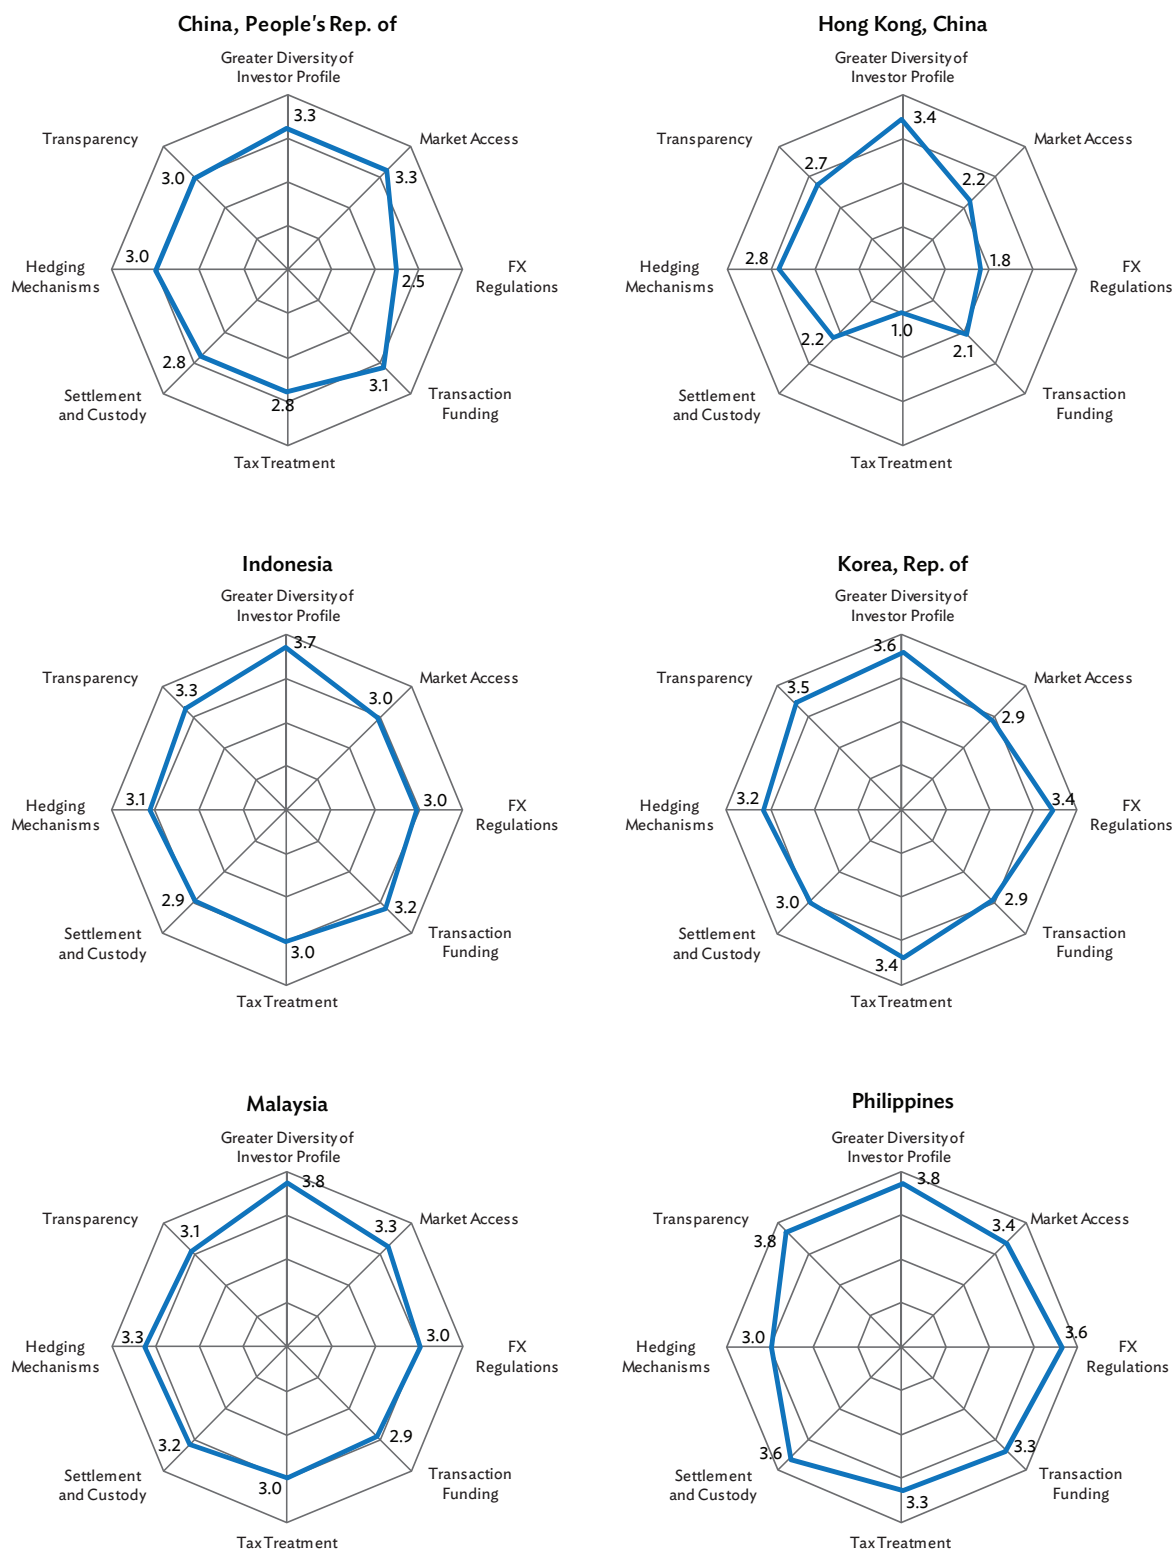 China, People's Rep. of
Greater Diversity of
Investor Profile
3.3
Transparency
Market Access
3.0
3.3
3.0
Hedging
Mechanisms
FX
Regulations
2.5
2.8
3.1
2.8
Settlement
and Custody
Transaction
Funding
Tax Treatment
Hong Kong, China
Greater Diversity of
Investor Profile
3.4
Transparency
Market Access
2.7
2.2
2.8
1.8
Hedging
Mechanisms
FX
Regulations
2.2
1.0
2.1
Settlement
and Custody
Transaction
Funding
Tax Treatment
Indonesia
Greater Diversity of
Investor Profile
3.7
Transparency
Market Access
3.3
3.0
3.1
3.0
Hedging
Mechanisms
FX
Regulations
2.9
3.2
3.0
Settlement
and Custody
Transaction
Funding
Tax Treatment
Korea, Rep. of
Greater Diversity of
Investor Profile
3.6
Transparency
Market Access
3.5
2.9
3.2
3.4
Hedging
Mechanisms
FX
Regulations
3.0
2.9
3.4
Settlement
and Custody
Transaction
Funding
Tax Treatment
Malaysia
Greater Diversity of
Investor Profile
3.8
Transparency
Market Access
3.1
3.3
3.3
3.0
Hedging
Mechanisms
FX
Regulations
3.2
2.9
3.0
Settlement
and Custody
Transaction
Funding
Tax Treatment
Philippines
Greater Diversity of
Investor Profile
3.8
Transparency
Market Access
3.8
3.4
3.0
3.6
Hedging
Mechanisms
FX
Regulations
3.6
3.3
3.3
Settlement
and Custody
Transaction
Funding
Tax Treatment